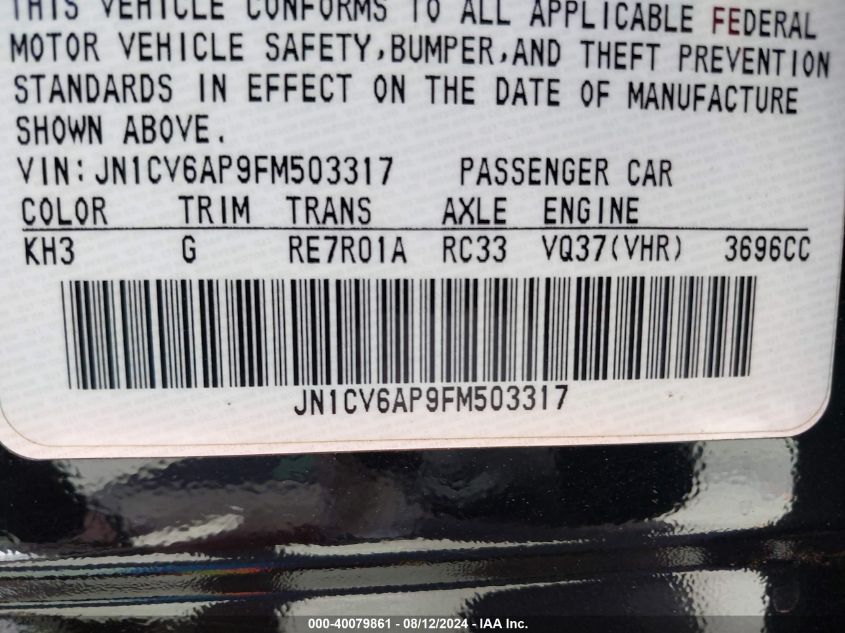 THIS VEHICLE CONFORMS TO ALL APPLICABLE FEDERAL
MOTOR VEHICLE SAFETY,BUMPER,AND THEFT PREVENTION
STANDARDS IN EFFECT ON THE DATE OF MANUFACTURE
SHOWN ABOVE.
VIN:JN1CV6AP9FM503317 PASSENGER CAR
COLOR TRIM TRANS AXLE ENGINE
KH3 G RE7R01A RC33 VQ37(VHR) 3696CC
JN1CV6AP9FM503317
000-40079861 - 08/12/2024 - IAA Inc.